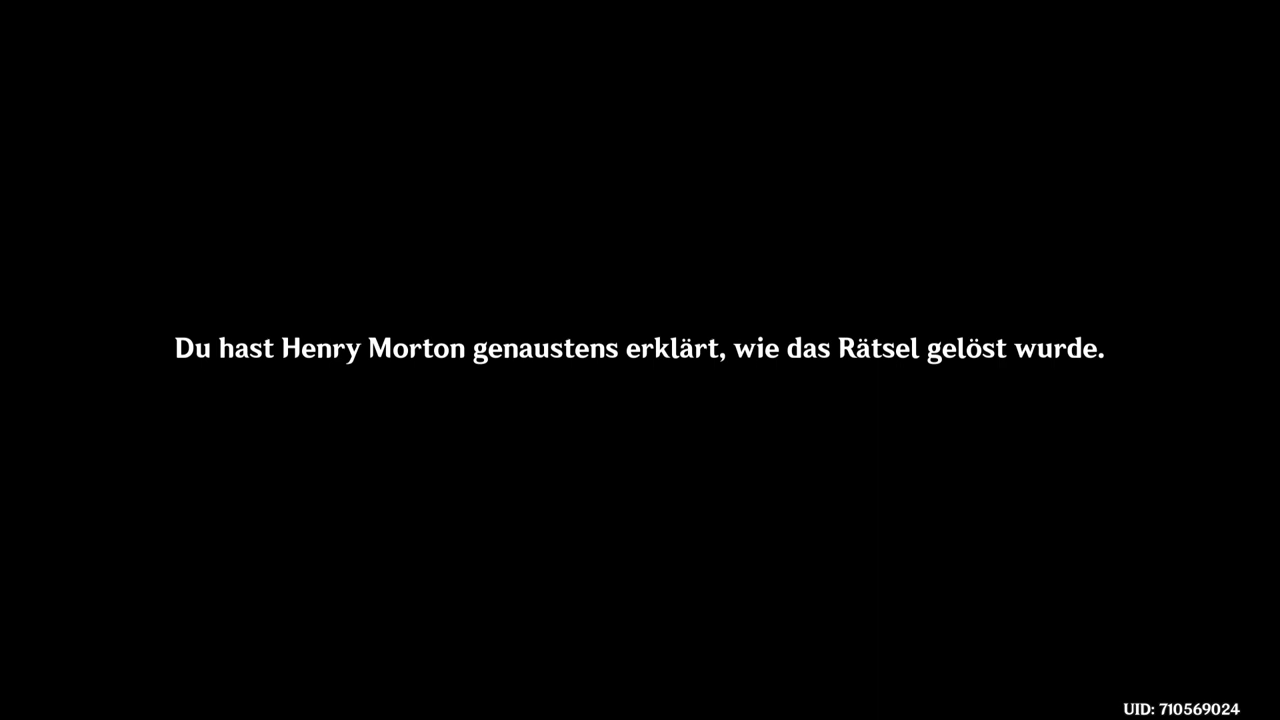 Du hast Henry Morton genaustens erklärt, wie das Rätsel gelöst wurde.
UID: 710569024